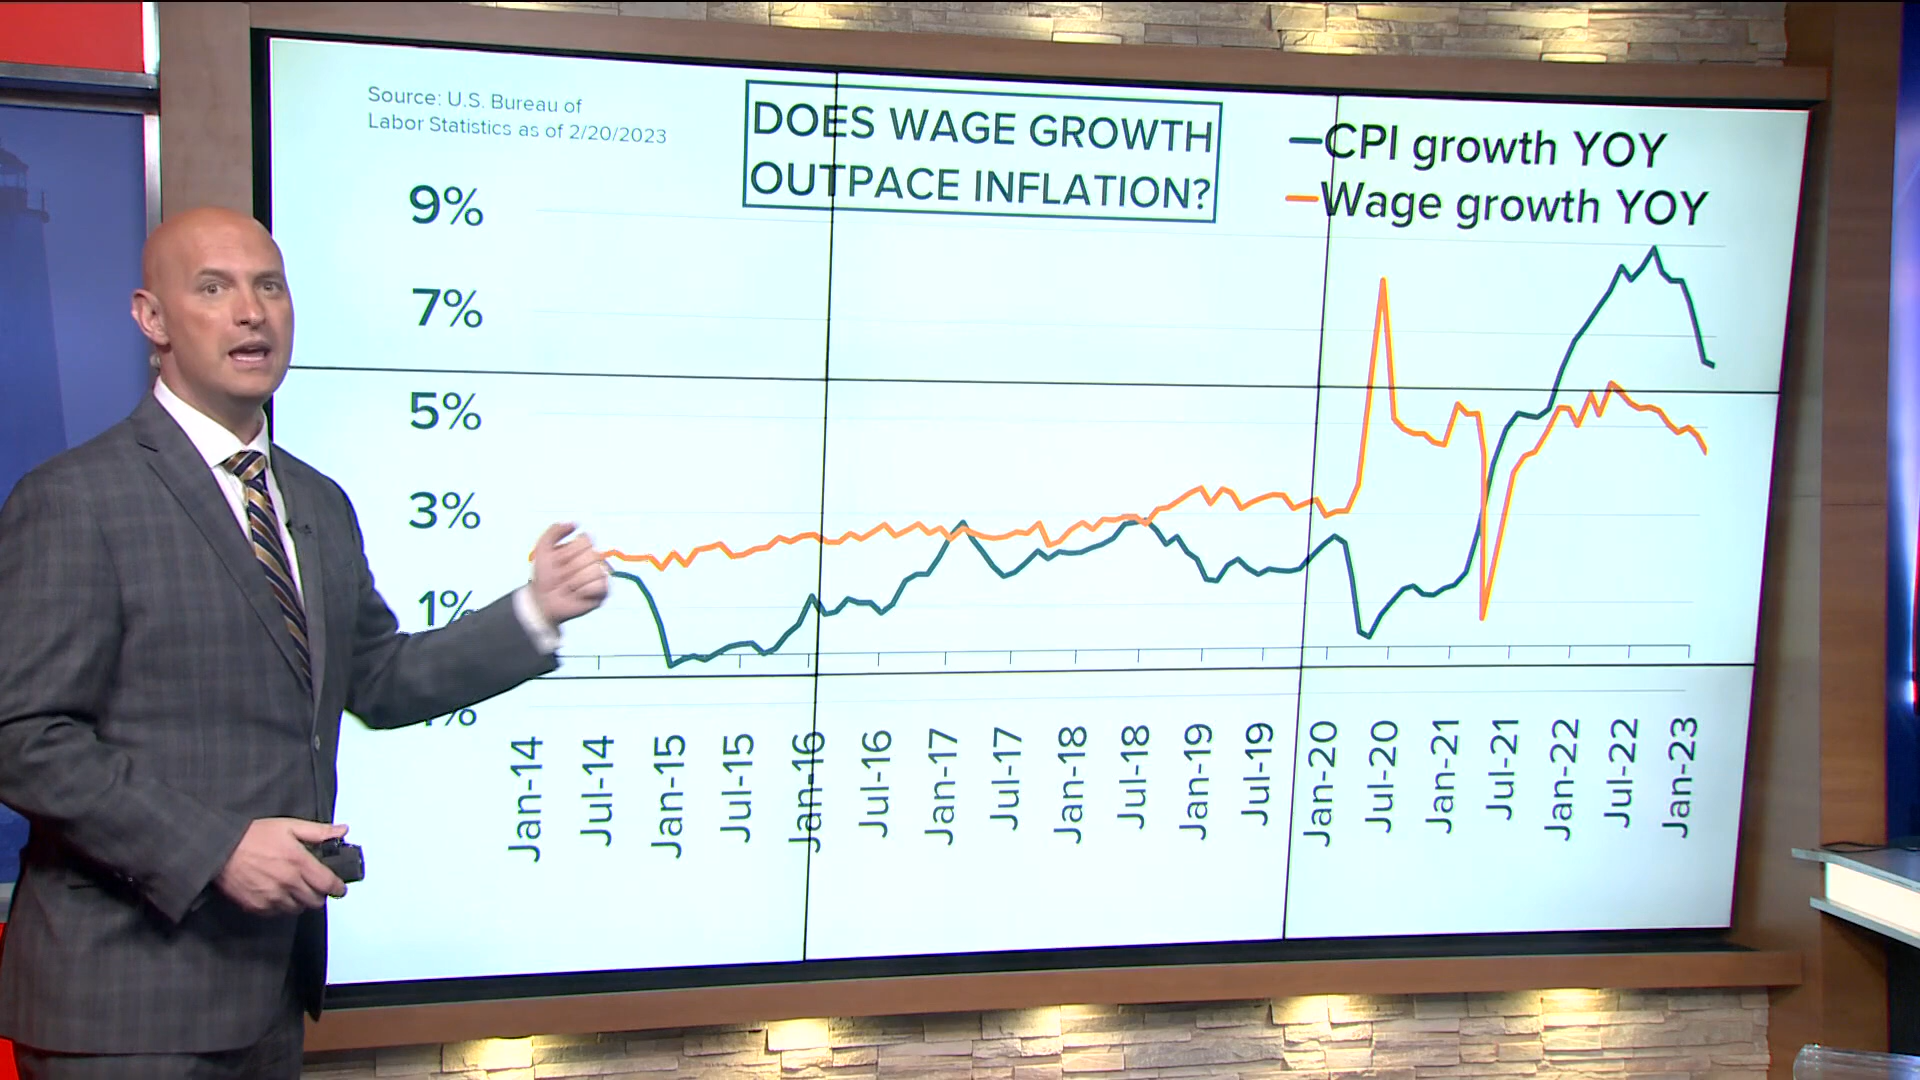 Source: U.S. Bureau of
Labor Statistics as of 2/20/2023
DOES WAGE GROWTH
OUTPACE INFLATION?
—CPI growth YOY
—Wage growth YOY
9%
7%
5%
3%
1%
Jan-14
Jul-14
Jan-15
Jul-15
Jan-16
Jul-16
Jan-17
Jul-17
Jan-18
Jul-18
Jan-19
Jul-19
Jan-20
Jul-20
Jan-21
Jul-21
Jan-22
Jul-22
Jan-23